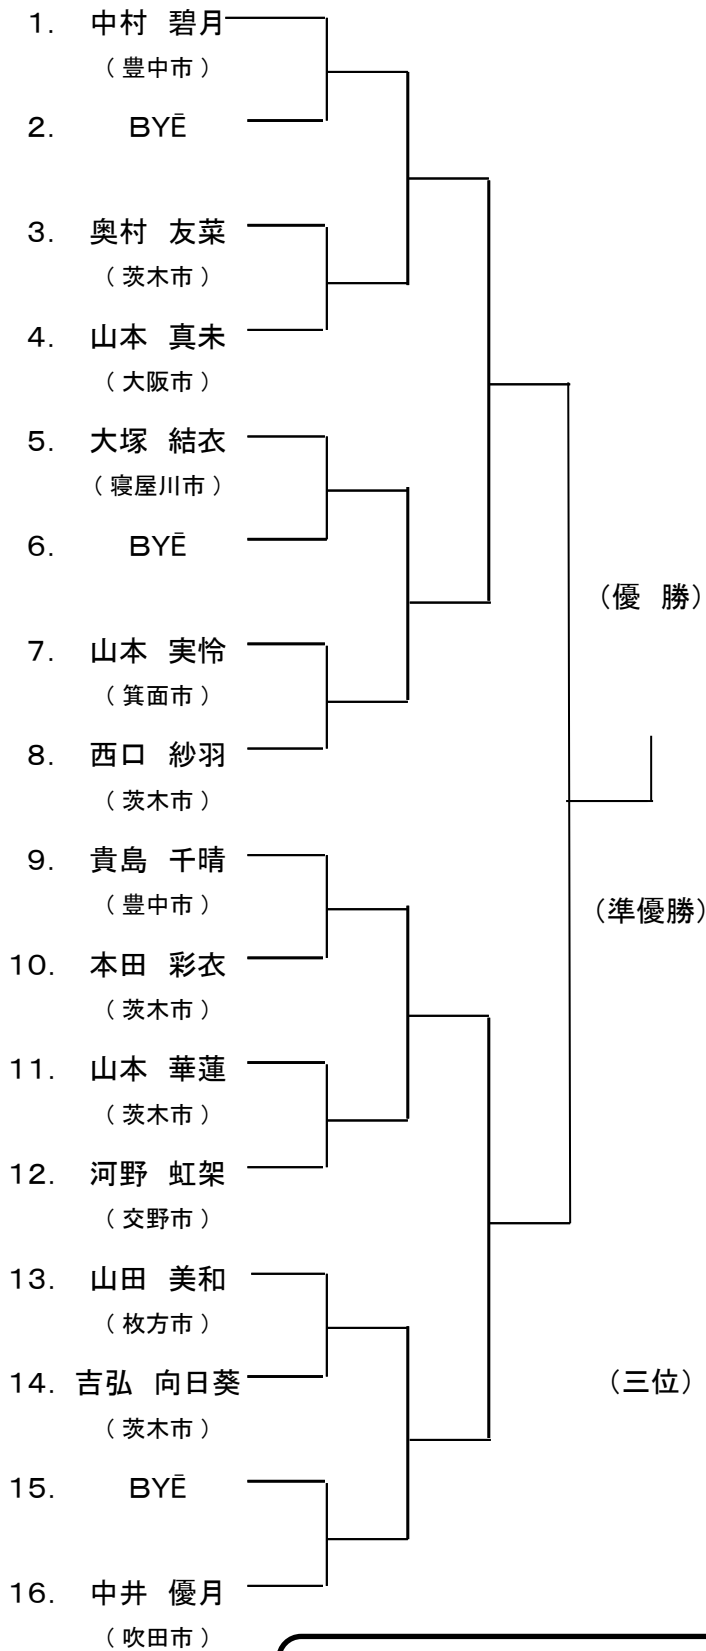 1. 中村 碧月
（豊中市）
2. BYĒ
3. 奥村 友菜
（茨木市）
4. 山本 真未
（大阪市）
5. 大塚 結衣
（寝屋川市）
6. BYĒ
（優 勝）
7. 山本 実怜
（箕面市）
8. 西口 紗羽
（茨木市）
9. 貴島 千晴
（豊中市）
（準優勝）
10. 本田 彩衣
（茨木市）
11. 山本 華蓮
（茨木市）
12. 河野 虹架
（交野市）
13. 山田 美和
（枚方市）
14. 吉弘 向日葵
（三位）
（茨木市）
15. BYĒ
16. 中井 優月
（吹田市）